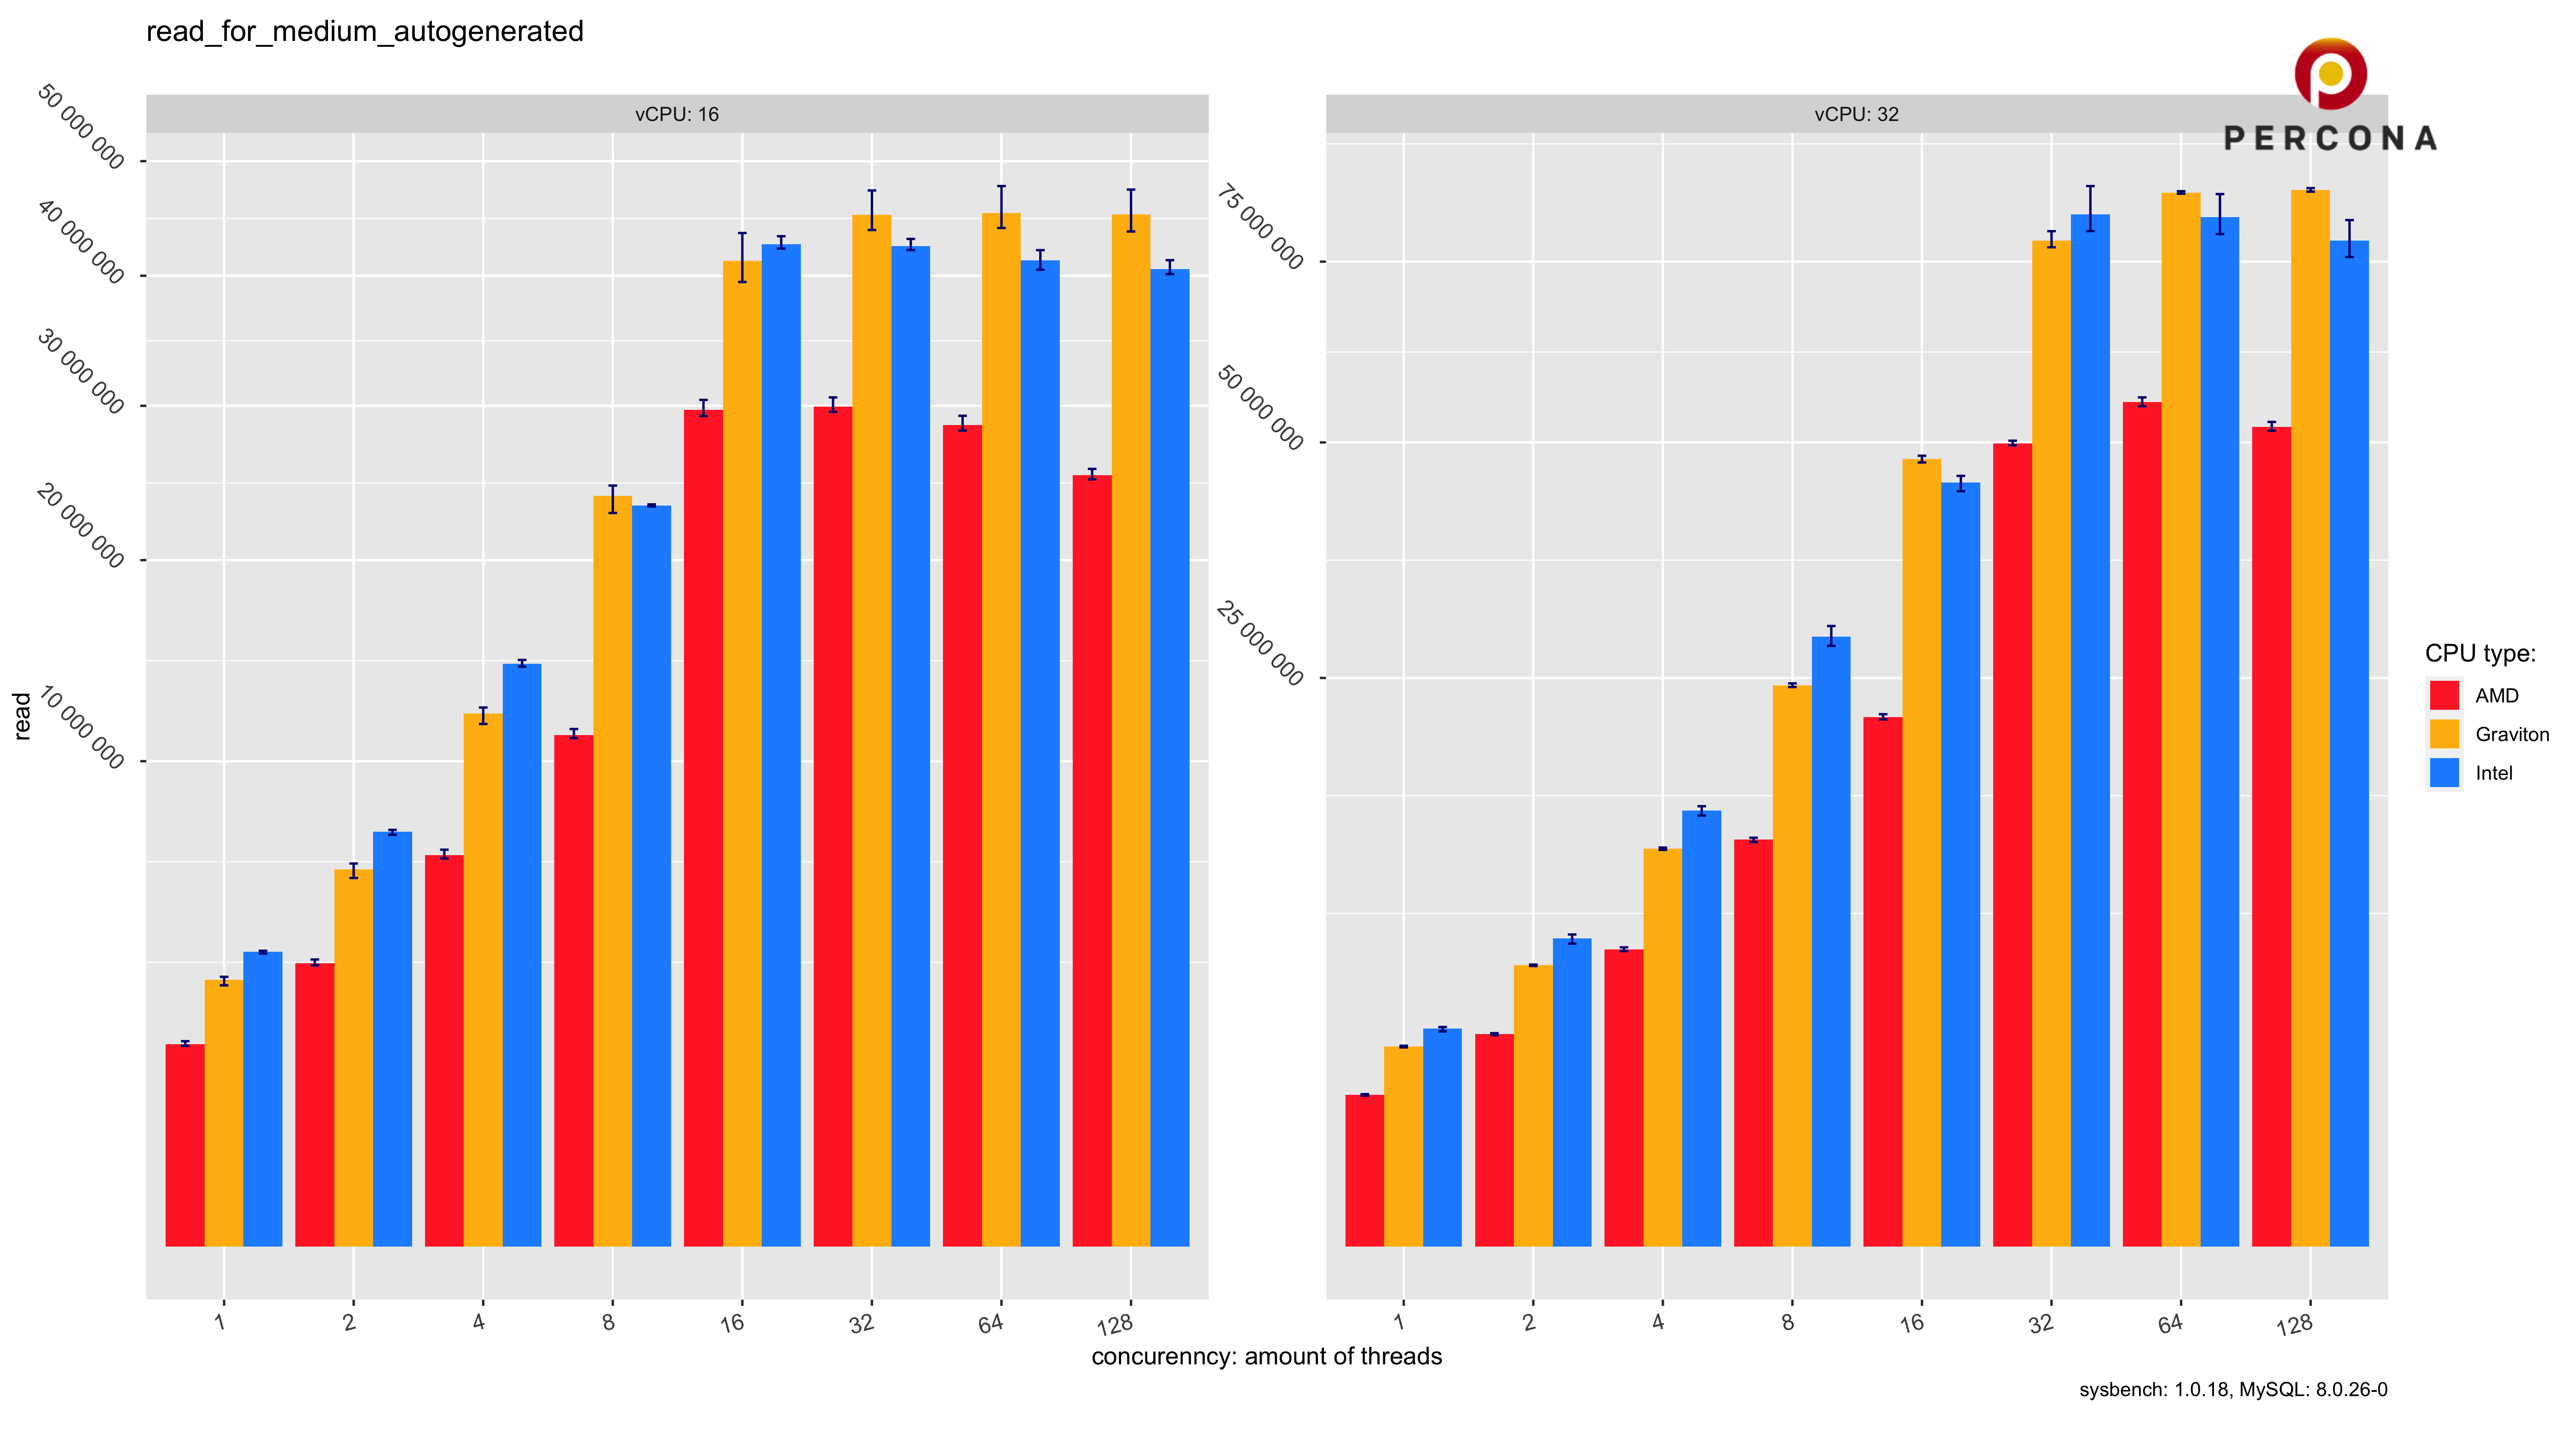 read_for_medium_autogenerated
PERCONA
vCPU: 16
vCPU: 32
50 000 000
40 000 000
30 000 000
20 000 000
10 000 000
read
75 000 000
50 000 000
25 000 000
1 2 4 8 16 32 64 128
1 2 4 8 16 32 64 128
concurenncy: amount of threads
CPU type:
AMD
Graviton
Intel
sysbench: 1.0.18, MySQL: 8.0.26-0